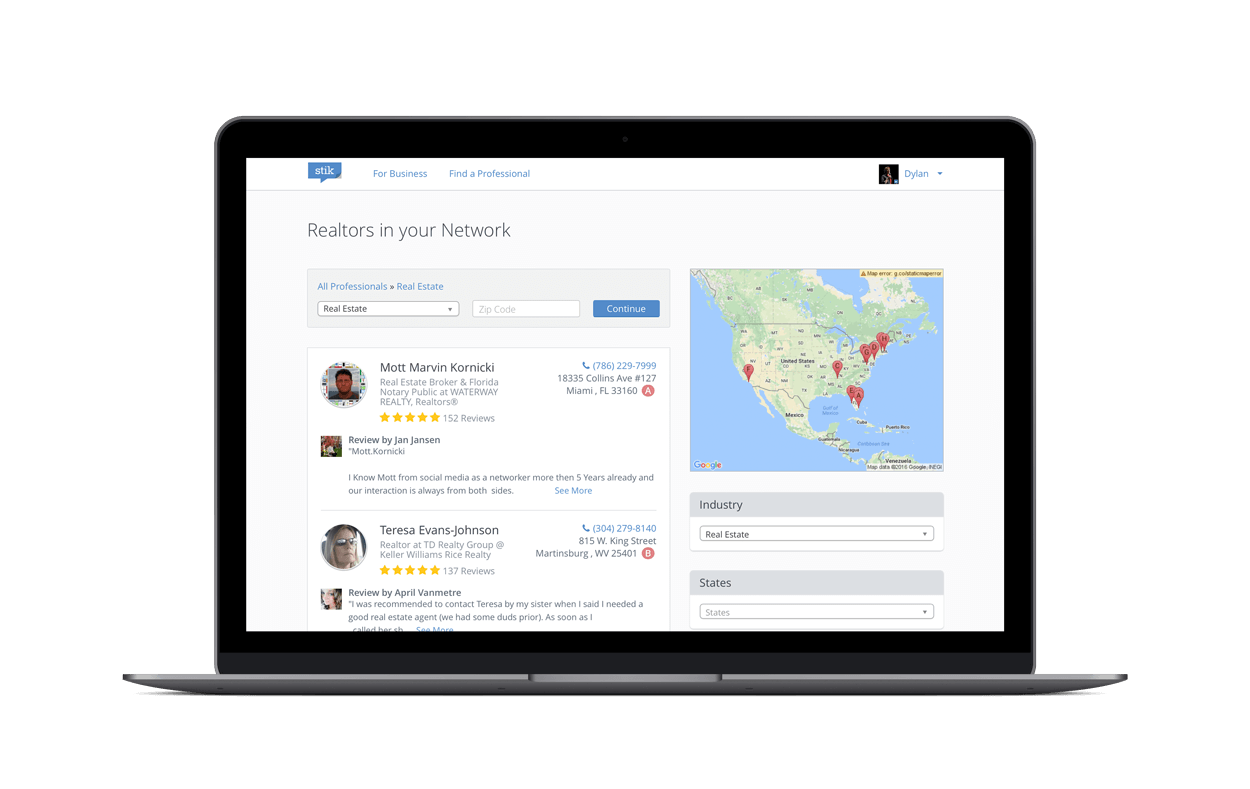 stik
For Business
Find a Professional
Dylan
Realtors in your Network
All Professionals » Real Estate
Real Estate
Zip Code
Continue
Mott Marvin Kornicki
Real Estate Broker & Florida
Notary Public at WATERWAY
REALTY, Realtors®
152 Reviews
(786) 229-7999
18335 Collins Ave #127
Miami , FL 33160 A
Review by Jan Jansen
"Mott.Kornicki
I Know Mott from social media as a networker more then 5 Years already and
our interaction is always from both sides. See More
Teresa Evans-Johnson
Realtor at TD Realty Group @
Keller Williams Rice Realty
137 Reviews
(304) 279-8140
815 W. King Street
Martinsburg , WV 25401 B
Review by April Vanmetre
"I was recommended to contact Teresa by my sister when I said I needed a
good real estate agent (we had some duds prior). As soon as I
called her sh... See More
Map error: g.co/staticmaperror
United States
Mexico
Gulf of
Mexico
Cuba
Puerto Rico
Guatemala
Caribbean Sea
Nicaragua
Venezuela
Google
Map data ©2016 Google, INEGI
Industry
Real Estate
States
States